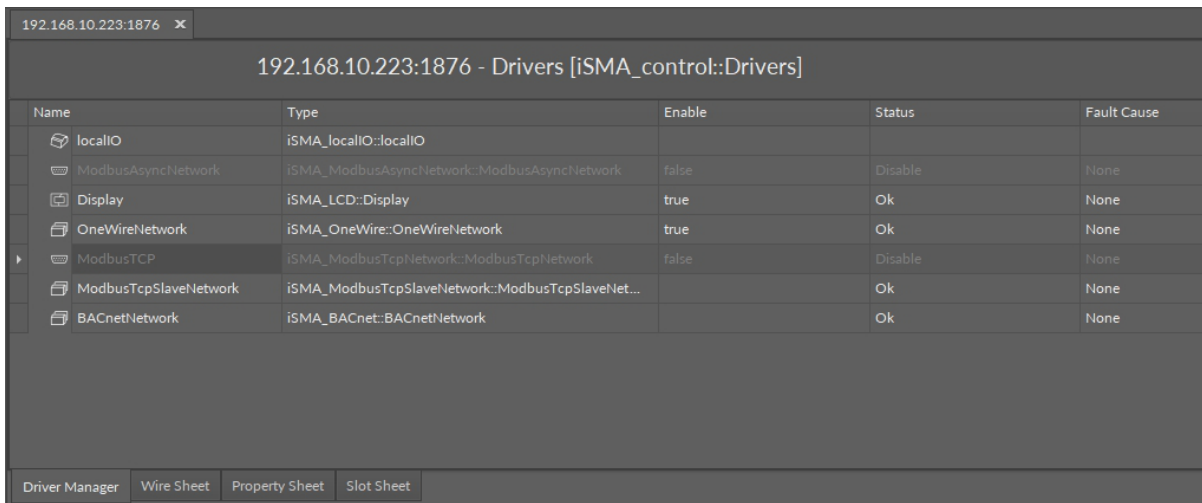 192.168.10.223:1876 ×
192.168.10.223:1876 - Drivers [iSMA_control::Drivers]
Name Type Enable Status Fault Cause
localIO iSMA_localIO::localIO
ModbusAsyncNetwork iSMA_ModbusAsyncNetwork::ModbusAsyncNetwork false Disable None
Display iSMA_LCD::Display true Ok None
OneWireNetwork iSMA_OneWire::OneWireNetwork true Ok None
ModbusTCP iSMA_ModbusTcpNetwork::ModbusTcpNetwork false Disable None
ModbusTcpSlaveNetwork iSMA_ModbusTcpSlaveNetwork::ModbusTcpSlaveNet... Ok None
BACnetNetwork iSMA_BACnet::BACnetNetwork Ok None
Driver Manager Wire Sheet Property Sheet Slot Sheet